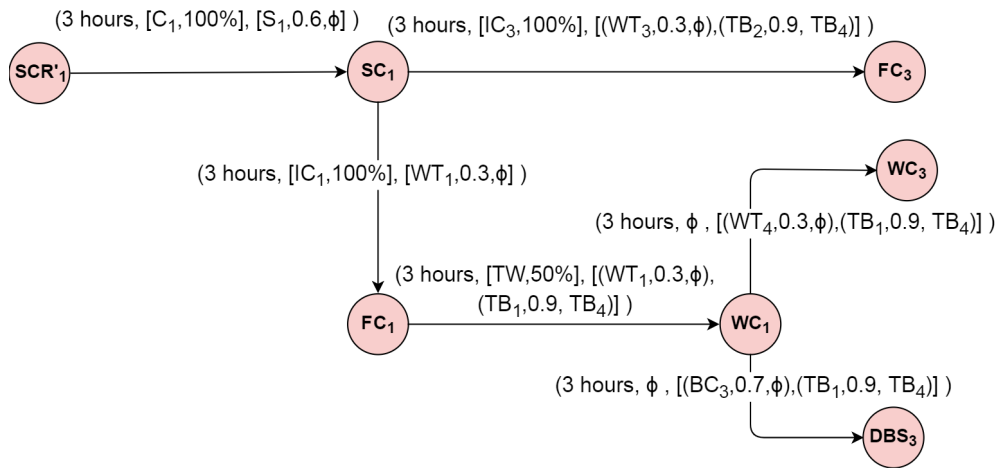 (3 hours, [C₁,100%], [S₁,0.6,ϕ] )
(3 hours, [IC₃,100%], [(WT₃,0.3,ϕ),(TB₂,0.9, TB₄)] )
SCR'₁
SC₁
FC₃
(3 hours, [IC₁,100%], [WT₁,0.3,ϕ] )
WC₃
(3 hours, ϕ , [(WT₄,0.3,ϕ),(TB₁,0.9, TB₄)] )
(3 hours, [TW,50%], [(WT₁,0.3,ϕ),
(TB₁,0.9, TB₄)] )
FC₁
WC₁
(3 hours, ϕ , [(BC₃,0.7,ϕ),(TB₁,0.9, TB₄)] )
DBS₃